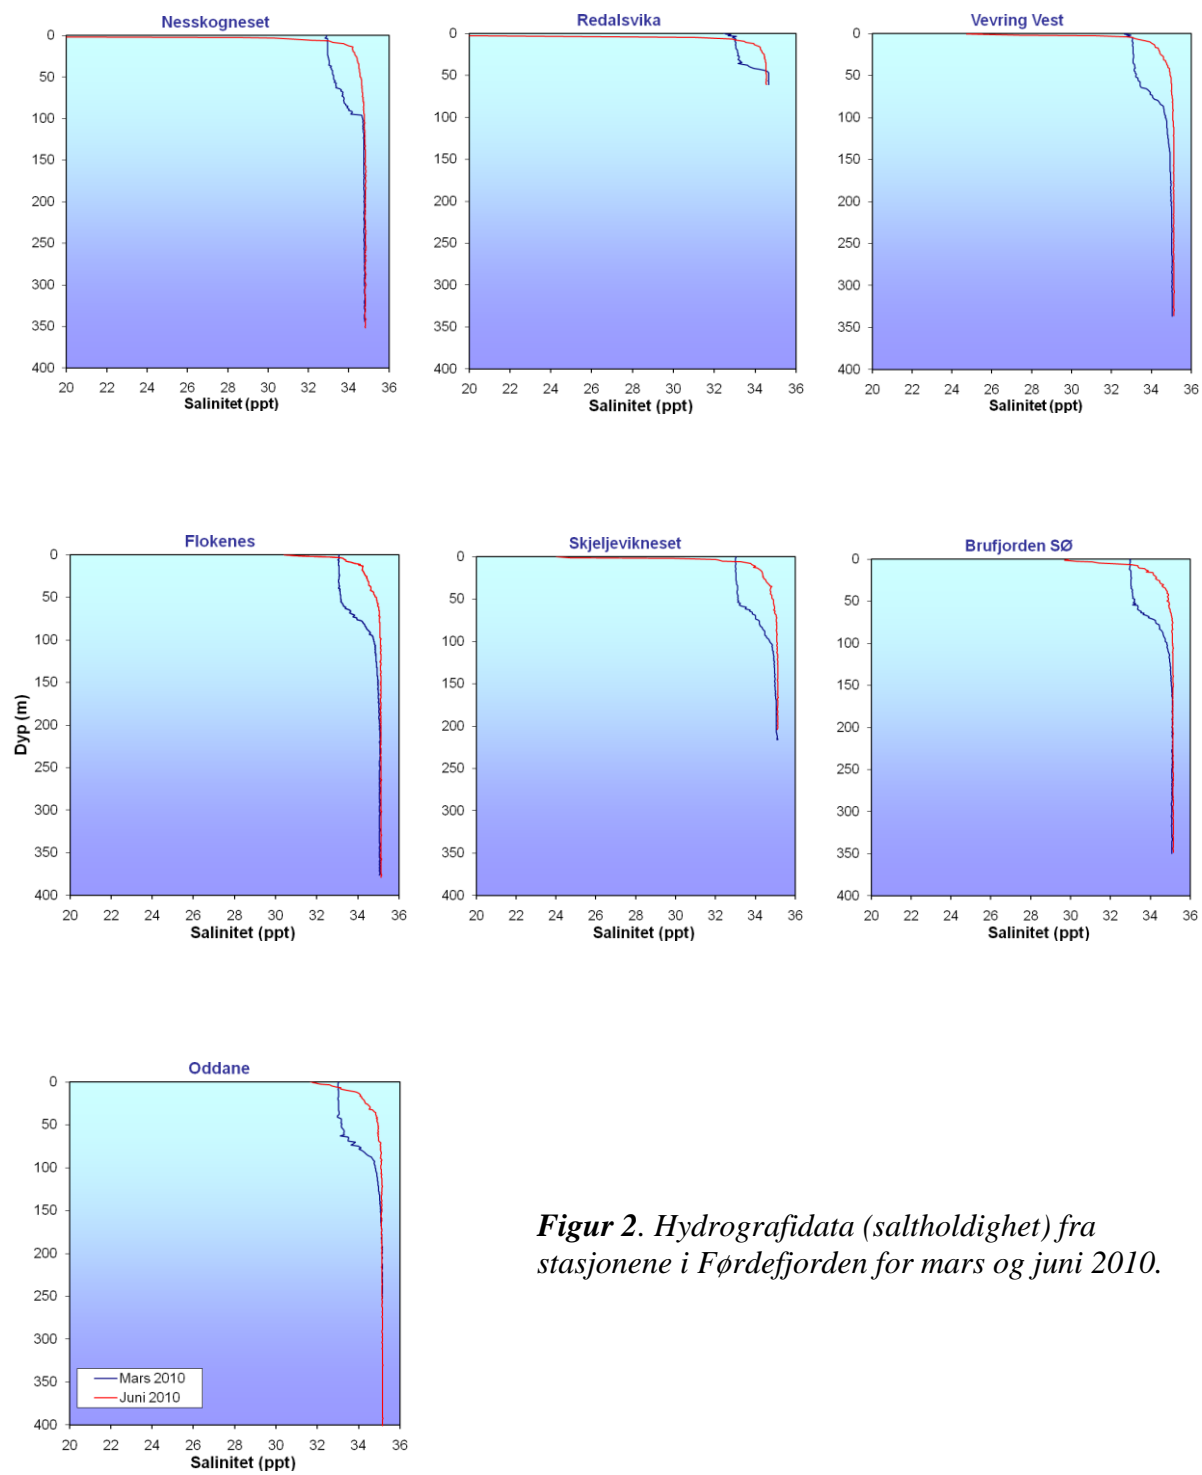 Nesskogneset
0
50
100
150
200
250
300
350
400
20 22 24 26 28 30 32 34 36
Salinitet (ppt)
Redalsvika
0
50
100
150
200
250
300
350
400
20 22 24 26 28 30 32 34 36
Salinitet (ppt)
Vevring Vest
0
50
100
150
200
250
300
350
400
20 22 24 26 28 30 32 34 36
Salinitet (ppt)
Flokenes
Dyp (m)
0
50
100
150
200
250
300
350
400
20 22 24 26 28 30 32 34 36
Salinitet (ppt)
Skjeljevikneset
0
50
100
150
200
250
300
350
400
20 22 24 26 28 30 32 34 36
Salinitet (ppt)
Brufjorden SØ
0
50
100
150
200
250
300
350
400
20 22 24 26 28 30 32 34 36
Salinitet (ppt)
Oddane
0
50
100
150
200
250
300
350
400
Mars 2010
Juni 2010
20 22 24 26 28 30 32 34 36
Salinitet (ppt)
Figur 2. Hydrografidata (saltholdighet) fra
stasjonene i Førdefjorden for mars og juni 2010.